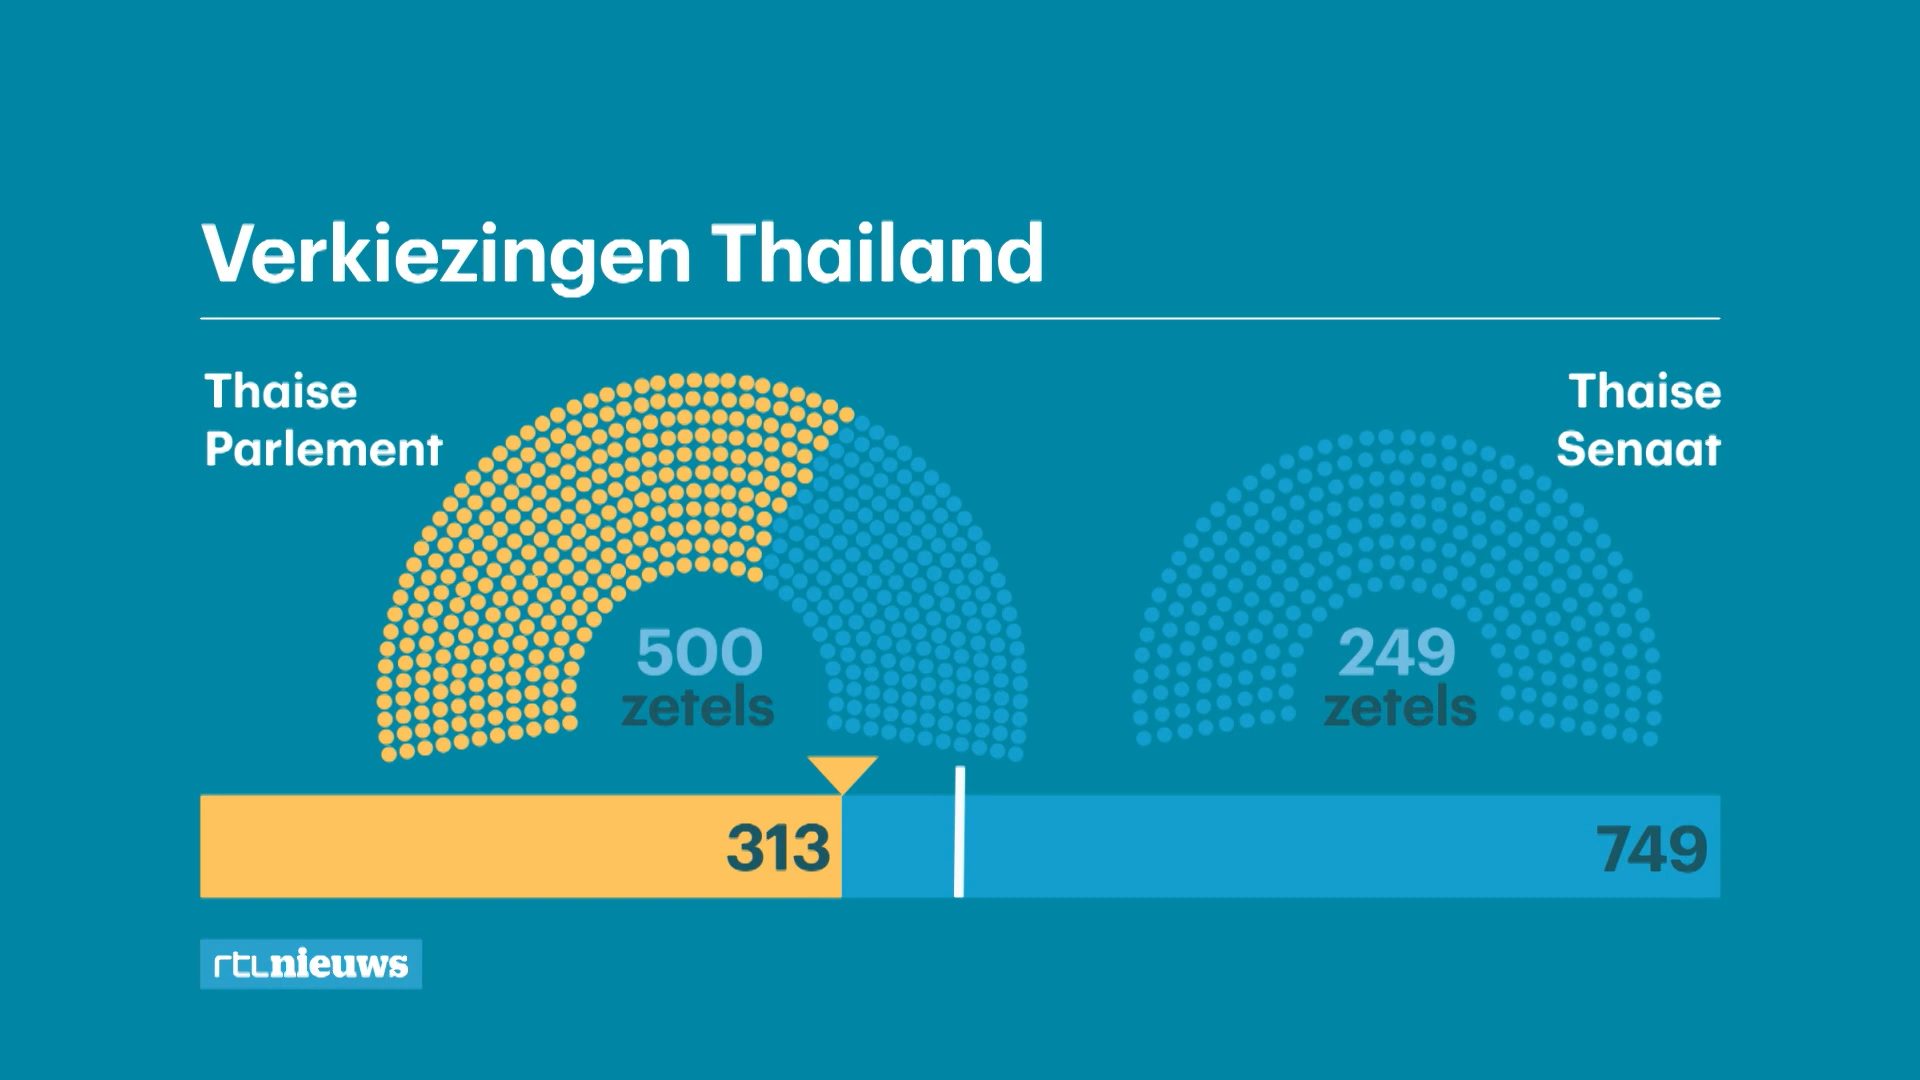 Verkiezingen Thailand
Thaise
Parlement
Thaise
Senaat
500
zetels
249
zetels
313
749
rtlnieuws